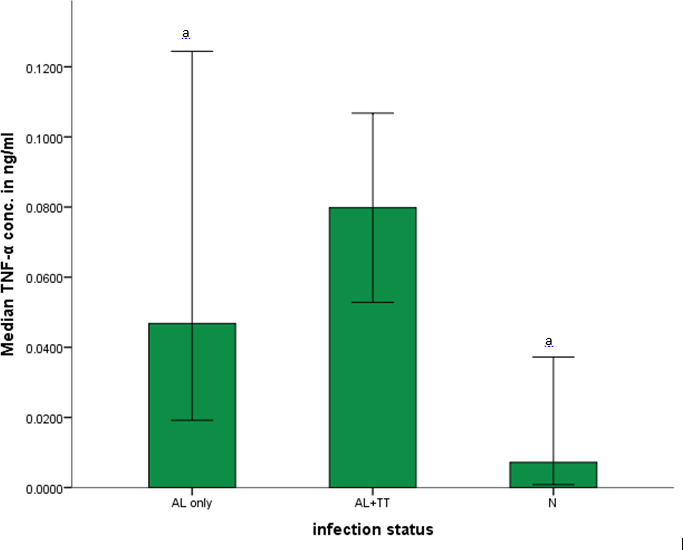 a
0.1200
0.1000
0.0800
0.0600
0.0400
0.0200
0.0000
Median TNF-α conc. in ng/ml
a
AL only
AL+TT
N
infection status